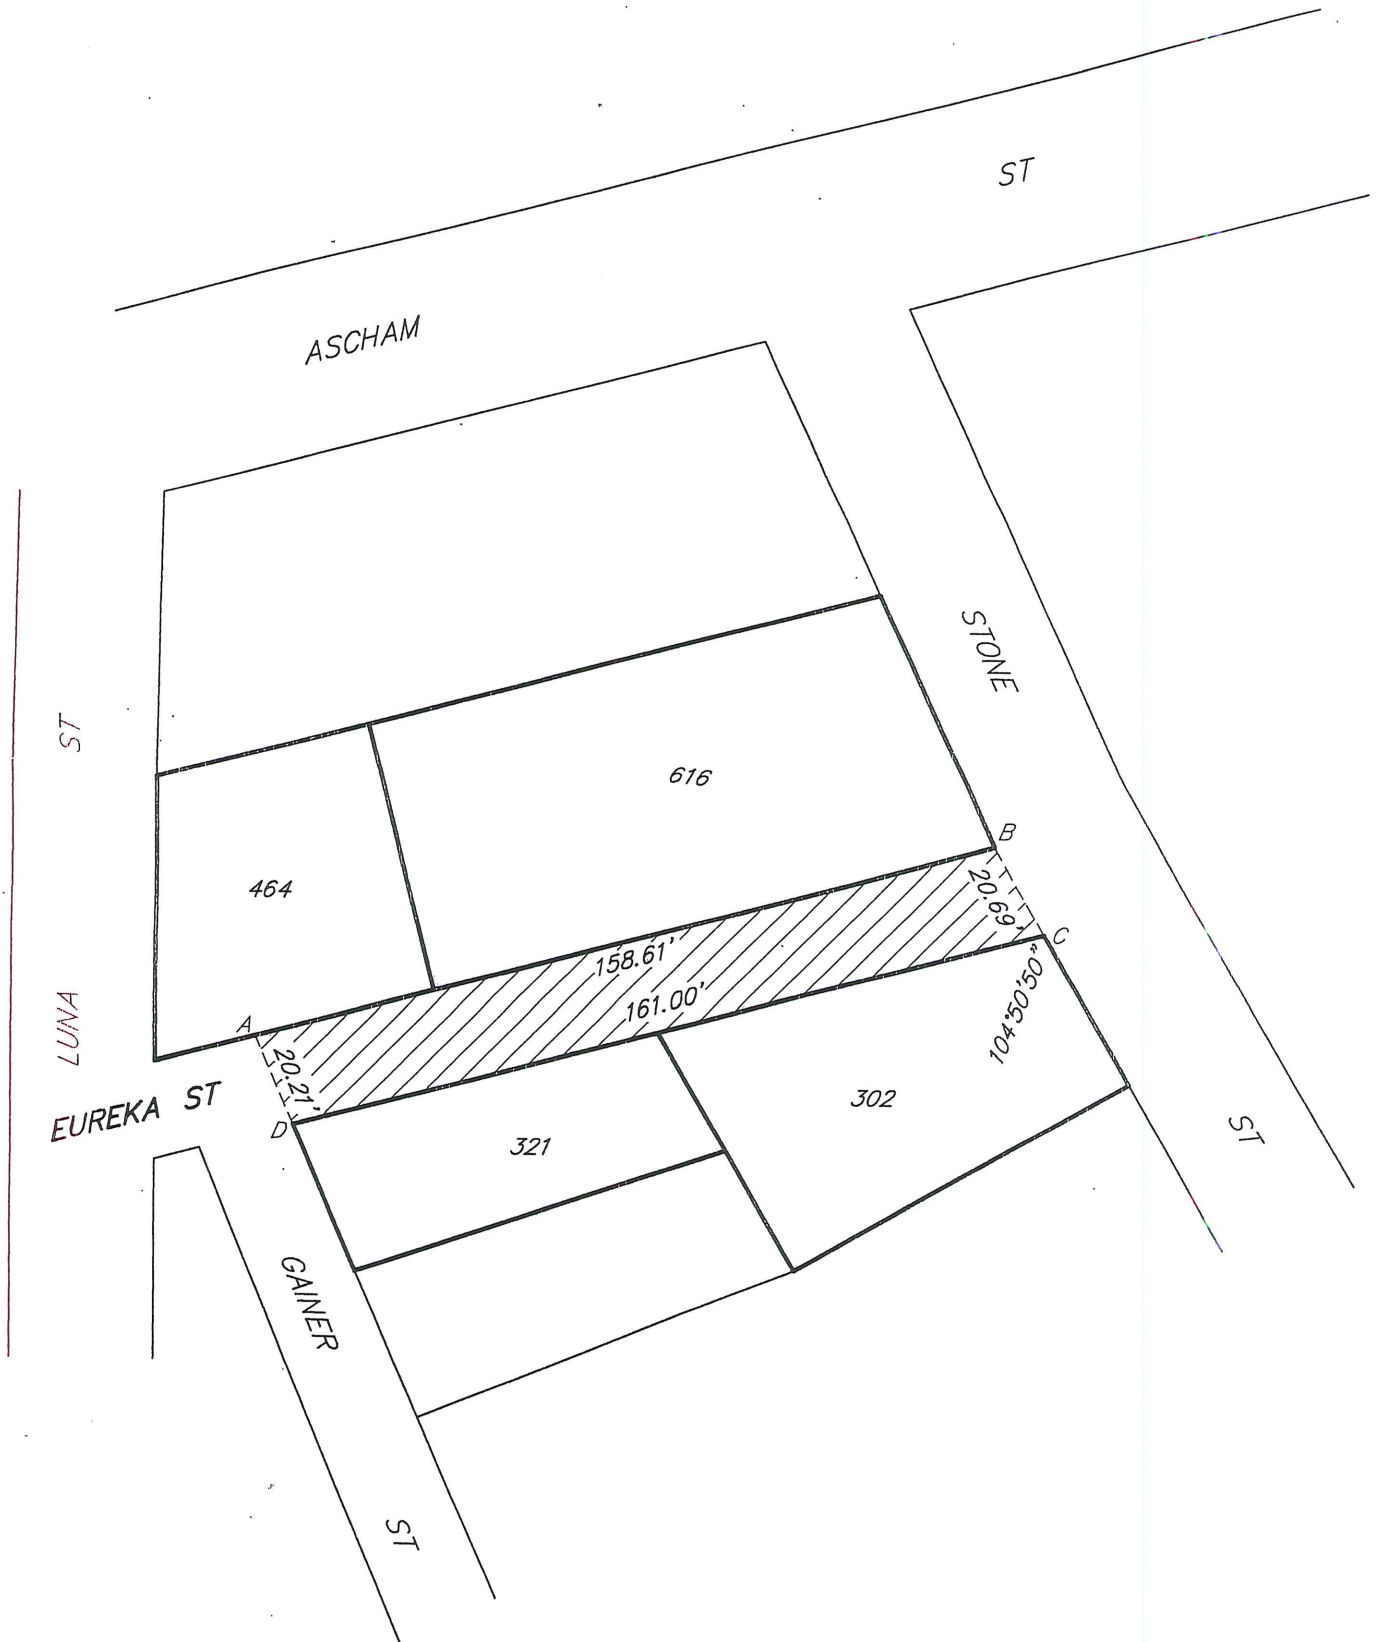 ST
ASCHAM
STONE
ST
616
B
464
20.69'
158.61'
C
161.00'
104°50'50"
LUNA
A
20.21'
EUREKA ST
302
D
321
ST
GAINER
ST